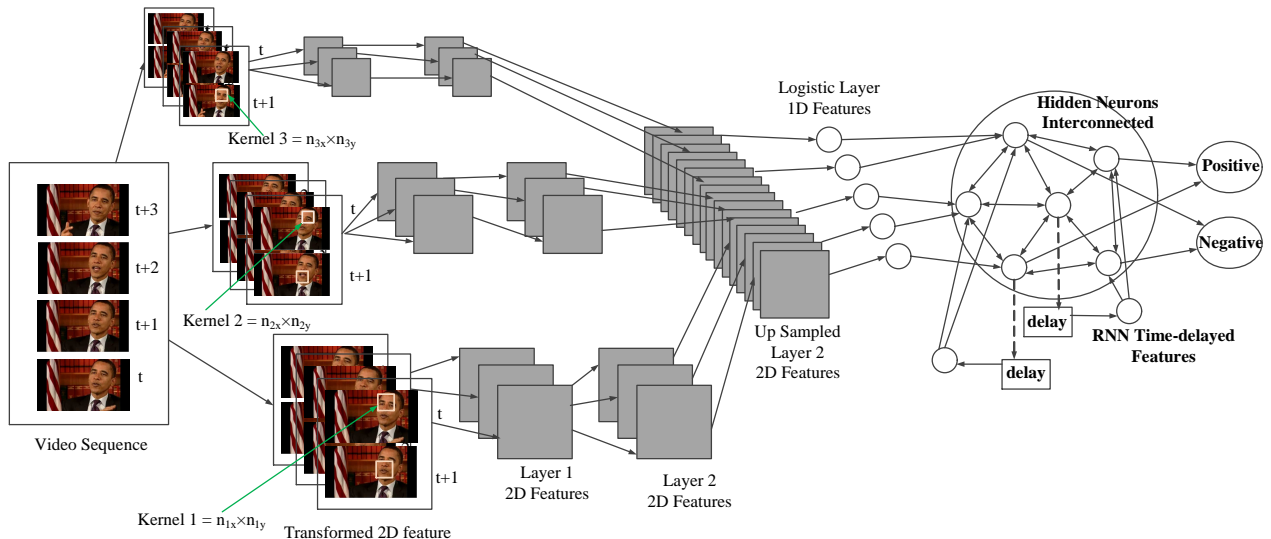 t
t+1
Kernel 3 = n3x×n3y
Logistic Layer
1D Features
Hidden Neurons
Interconnected
Positive
Negative
t+3
t+2
t+1
t
Video Sequence
t
t+1
Kernel 2 = n2x×n2y
t
t+1
Kernel 1 = n1x×n1y
Transformed 2D feature
Layer 1
2D Features
Layer 2
2D Features
Up Sampled
Layer 2
2D Features
delay
delay
RNN Time-delayed
Features